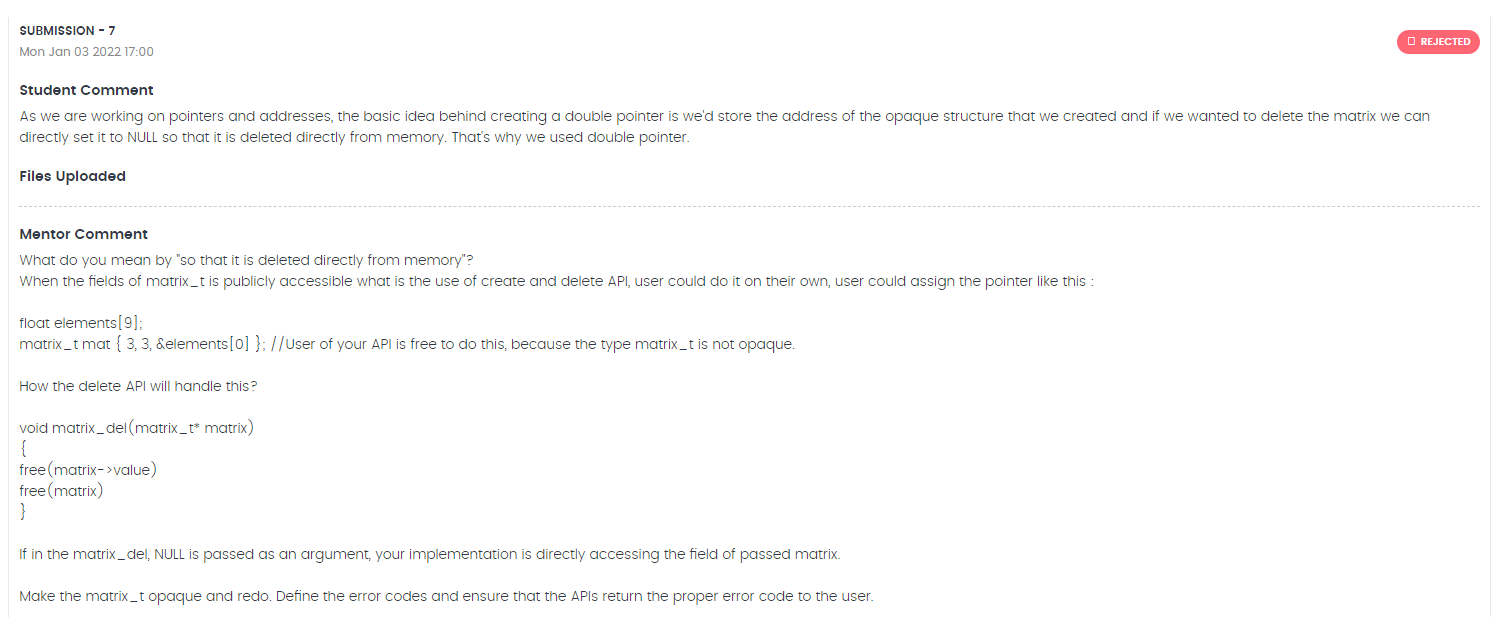 SUBMISSION - 7
Mon Jan 03 2022 17:00
REJECTED
Student Comment
As we are working on pointers and addresses, the basic idea behind creating a double pointer is we'd store the address of the opaque structure that we created and if we wanted to delete the matrix we can
directly set it to NULL so that it is deleted directly from memory. That's why we used double pointer.
Files Uploaded
Mentor Comment
What do you mean by "so that it is deleted directly from memory"?
When the fields of matrix_t is publicly accessible what is the use of create and delete API, user could do it on their own, user could assign the pointer like this :
float elements[9];
matrix_t mat { 3, 3, &elements[0] }; //User of your API is free to do this, because the type matrix_t is not opaque.
How the delete API will handle this?
void matrix_del(matrix_t* matrix)
{
free(matrix->value)
free(matrix)
}
If in the matrix_del, NULL is passed as an argument, your implementation is directly accessing the field of passed matrix.
Make the matrix_t opaque and redo. Define the error codes and ensure that the APIs return the proper error code to the user.